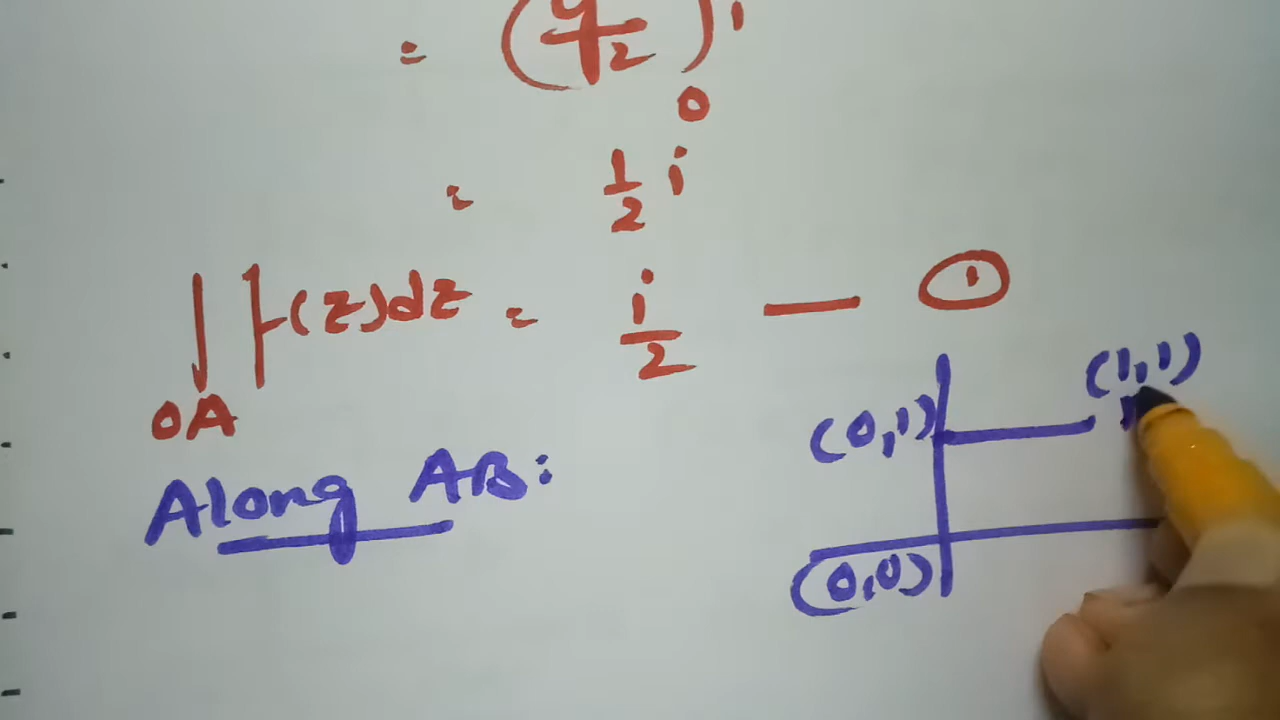 = (y/2) i
0
= 1/2 i
∫ f(z)dz = i/2 — ①
OA
(1,1)
(0,1)
Along AB:
(0,0)